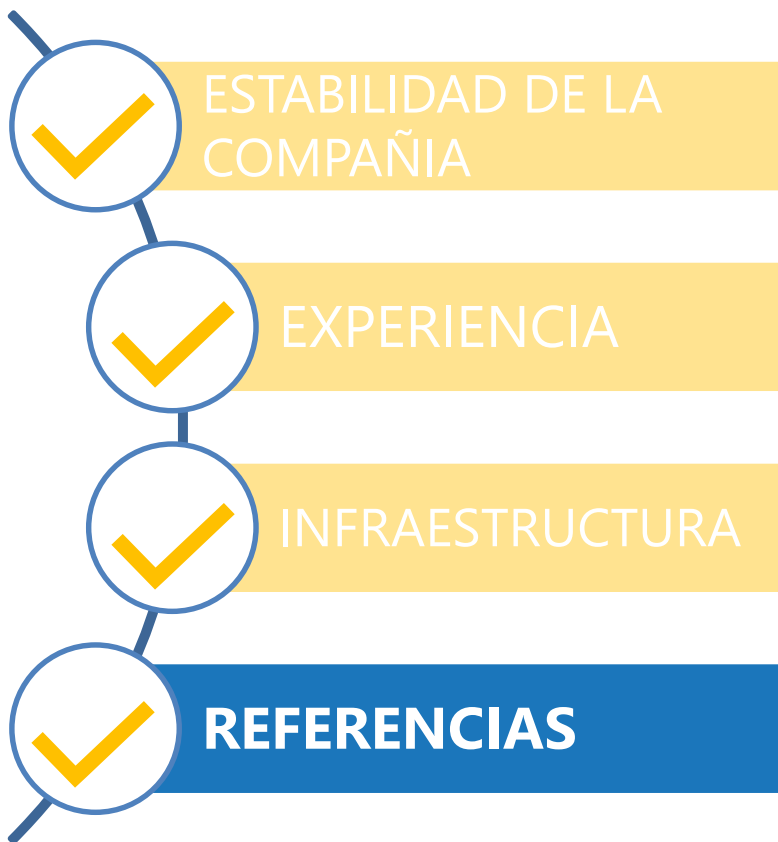 ESTABILIDAD DE LA
COMPAÑIA
EXPERIENCIA
INFRAESTRUCTURA
REFERENCIAS